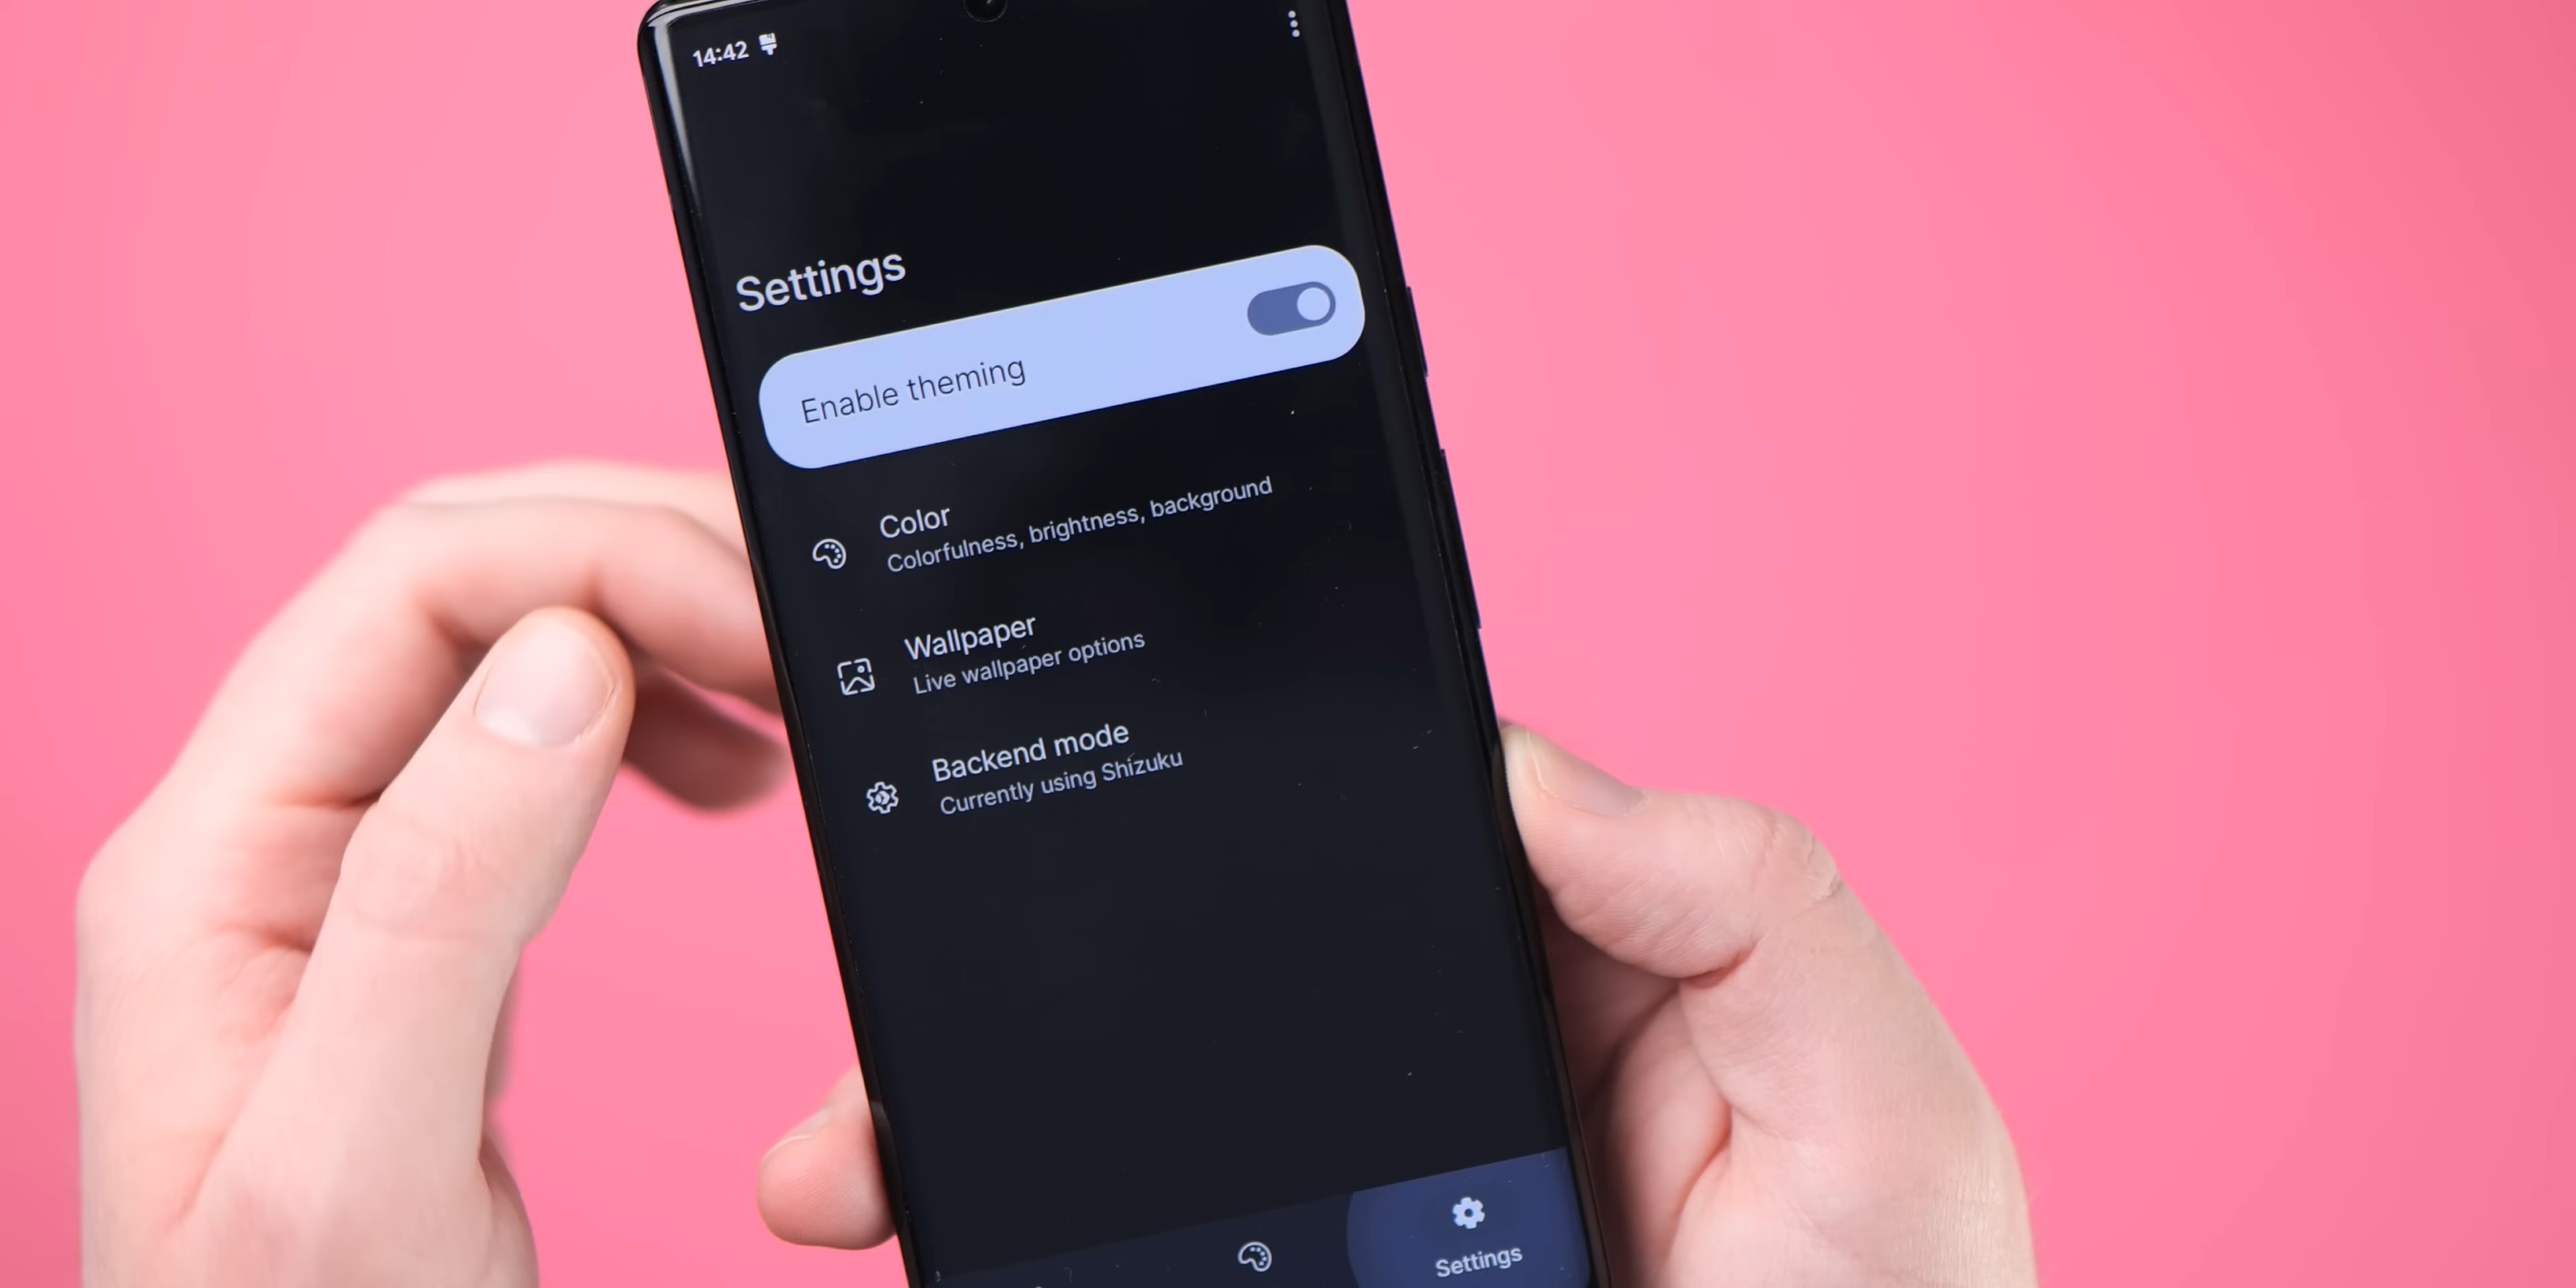 14:42
Settings
Enable theming
Color
Colorfulness, brightness, background
Wallpaper
Live wallpaper options
Backend mode
Currently using Shizuku
Settings